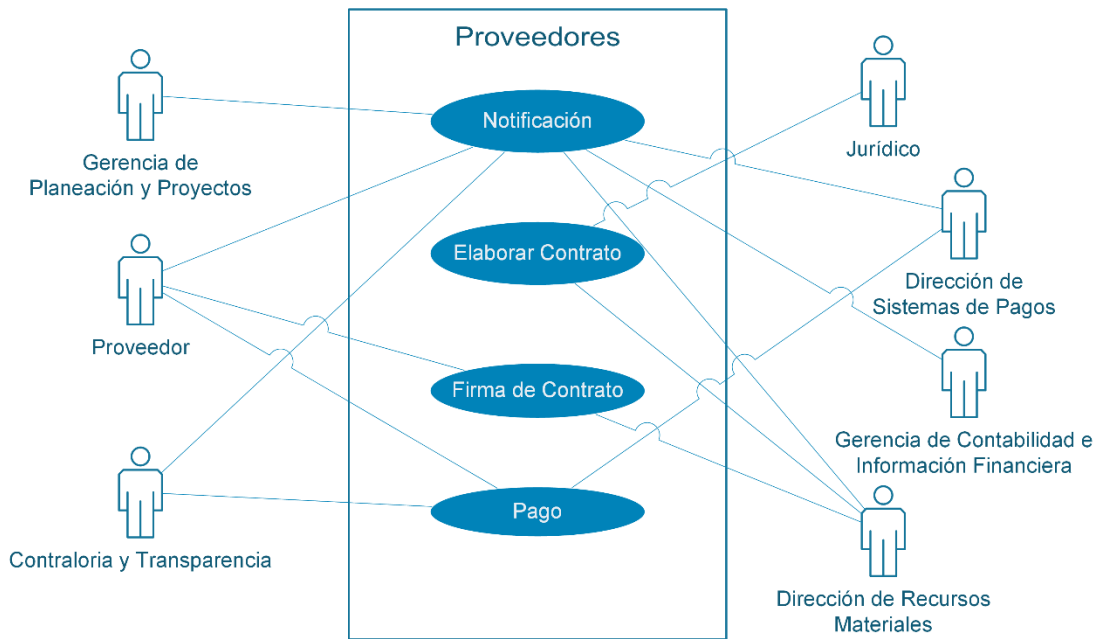 Proveedores
Notificación
Elaborar Contrato
Firma de Contrato
Pago
Gerencia de
Planeación y Proyectos
Proveedor
Contraloria y Transparencia
Jurídico
Dirección de
Sistemas de Pagos
Gerencia de Contabilidad e
Información Financiera
Dirección de Recursos
Materiales